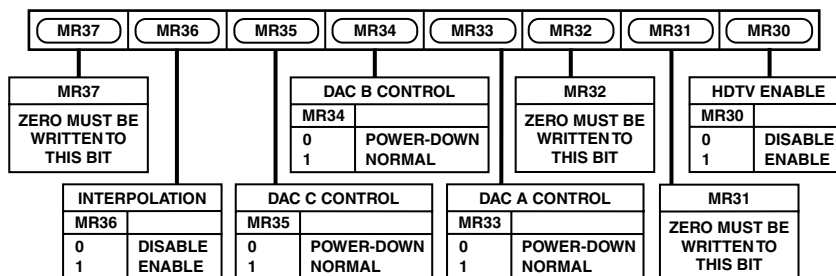 MR37 MR36 MR35 MR34 MR33 MR32 MR31 MR30
MR37
ZERO MUST BE
WRITTEN TO
THIS BIT
DAC B CONTROL
MR34
0 POWER-DOWN
1 NORMAL
MR32
ZERO MUST BE
WRITTEN TO
THIS BIT
HDTV ENABLE
MR30
0 DISABLE
1 ENABLE
INTERPOLATION
MR36
0 DISABLE
1 ENABLE
DAC C CONTROL
MR35
0 POWER-DOWN
1 NORMAL
DAC A CONTROL
MR33
0 POWER-DOWN
1 NORMAL
MR31
ZERO MUST BE
WRITTEN TO
THIS BIT